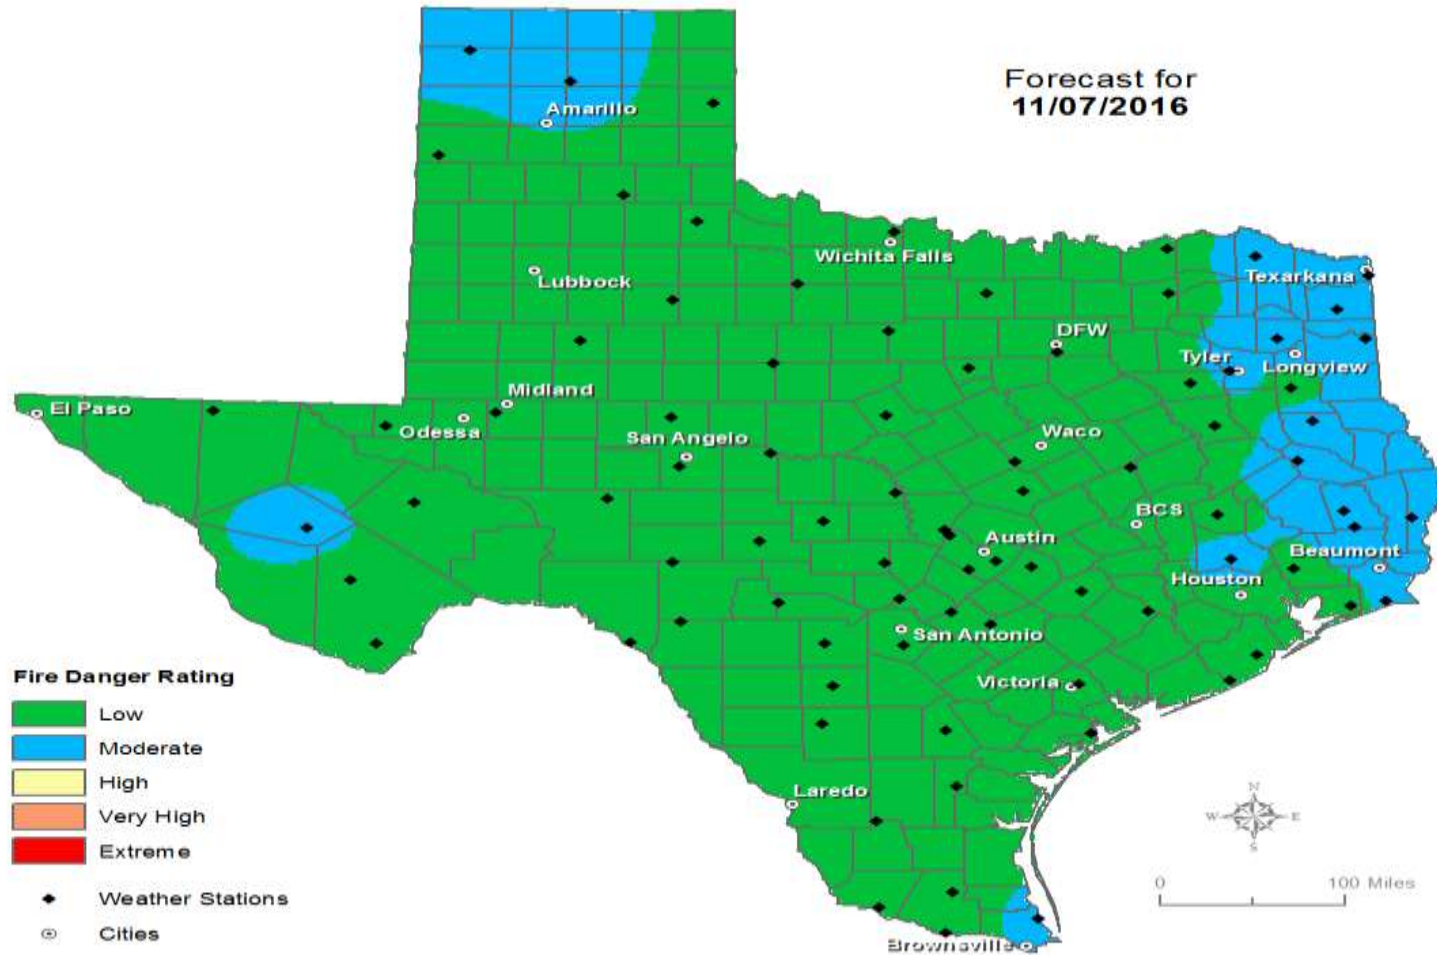 Forecast for
11/07/2016
Amarillo
Wichita Falls
Texarkana
Lubbock
DFW
Tyler
Longview
Midland
El Paso
Odessa
San Angelo
Waco
BCS
Austin
Beaumont
Houston
San Antonio
Victoria
Laredo
Brownsville
Fire Danger Rating
Low
Moderate
High
Very High
Extreme
Weather Stations
Cities
N
W
E
S
0
100 Miles